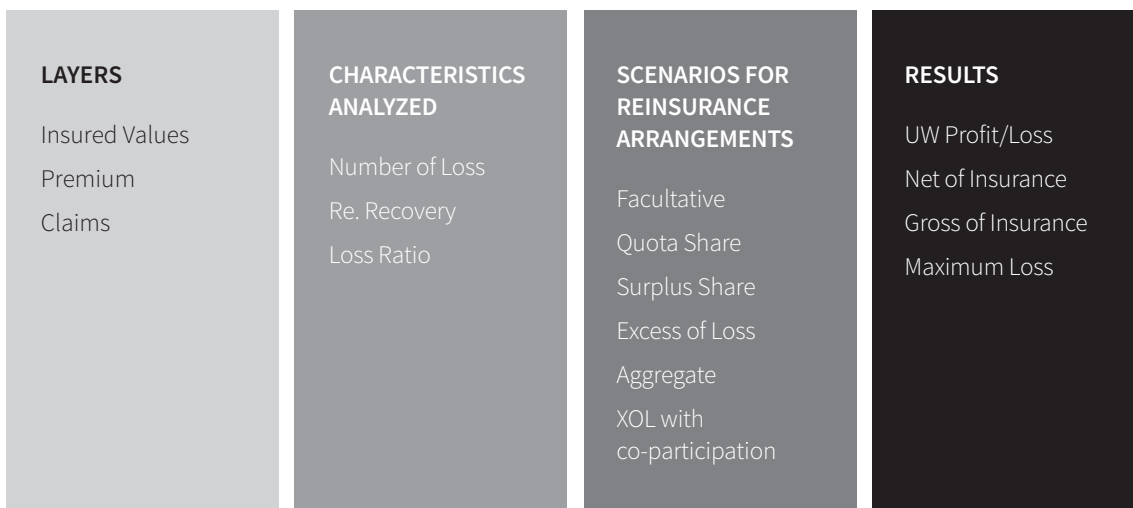 LAYERS
Insured Values
Premium
Claims
CHARACTERISTICS
ANALYZED
Number of Loss
Re. Recovery
Loss Ratio
SCENARIOS FOR
REINSURANCE
ARRANGEMENTS
Facultative
Quota Share
Surplus Share
Excess of Loss
Aggregate
XOL with
co-participation
RESULTS
UW Profit/Loss
Net of Insurance
Gross of Insurance
Maximum Loss